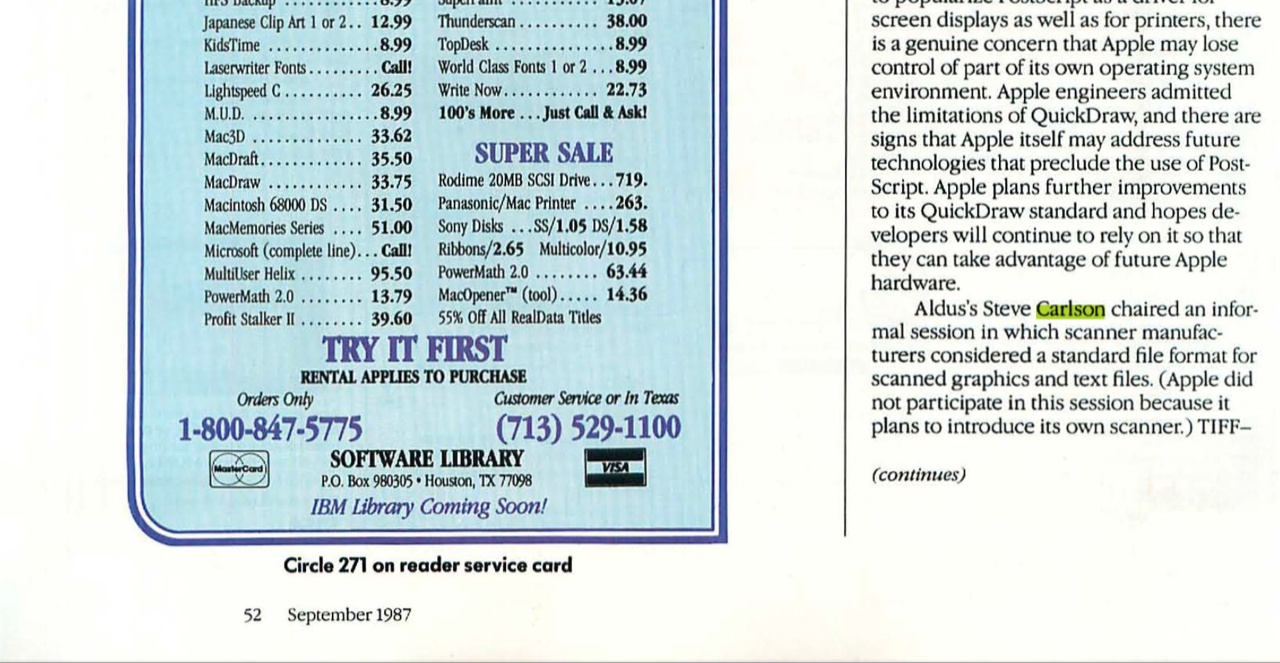 HFS Backup ................. 8.99
Japanese Clip Art 1 or 2.. 12.99
KidsTime .................8.99
Laserwriter Fonts.........Call!
Lightspeed C ........... 26.25
M.U.D. ...................8.99
Mac3D ................ 33.62
MacDraft.............. 35.50
MacDraw ............. 33.75
Macintosh 68000 DS .... 31.50
MacMemories Series .... 51.00
Microsoft (complete line)... Call!
MultiUser Helix ......... 95.50
PowerMath 2.0 ......... 13.79
Profit Stalker II ......... 39.60
Thunderscan ........... 38.00
TopDesk ................8.99
World Class Fonts 1 or 2 ...8.99
Write Now............. 22.73
100's More ...Just Call & Ask!
SUPER SALE
Rodime 20MB SCSI Drive...719.
Panasonic/Mac Printer ....263.
Sony Disks ...SS/1.05 DS/1.58
Ribbons/2.65 Multicolor/10.95
PowerMath 2.0 ......... 63.44
MacOpener™ (tool)..... 14.36
55% Off All RealData Titles
TRY IT FIRST
RENTAL APPLIES TO PURCHASE
Orders Only
1-800-847-5775
Customer Service or In Texas
(713) 529-1100
MasterCard
SOFTWARE LIBRARY
P.O. Box 980305 • Houston, TX 77098
VISA
IBM Library Coming Soon!
Circle 271 on reader service card
52 September 1987
screen displays as well as for printers, there
is a genuine concern that Apple may lose
control of part of its own operating system
environment. Apple engineers admitted
the limitations of QuickDraw, and there are
signs that Apple itself may address future
technologies that preclude the use of Post-
Script. Apple plans further improvements
to its QuickDraw standard and hopes de-
velopers will continue to rely on it so that
they can take advantage of future Apple
hardware.
Aldus's Steve Carlson chaired an infor-
mal session in which scanner manufac-
turers considered a standard file format for
scanned graphics and text files. (Apple did
not participate in this session because it
plans to introduce its own scanner.) TIFF–
(continues)